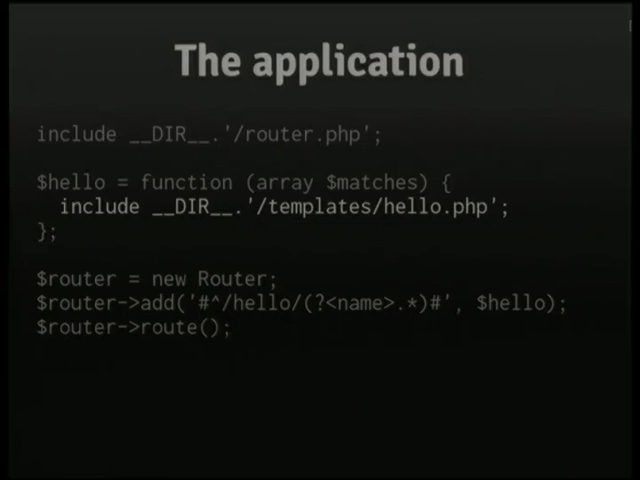 The application
include __DIR__.'/router.php';
$hello = function (array $matches) {
include __DIR__.'/templates/hello.php';
};
$router = new Router;
$router->add('#^/hello/(?<name>.*)#', $hello);
$router->route();